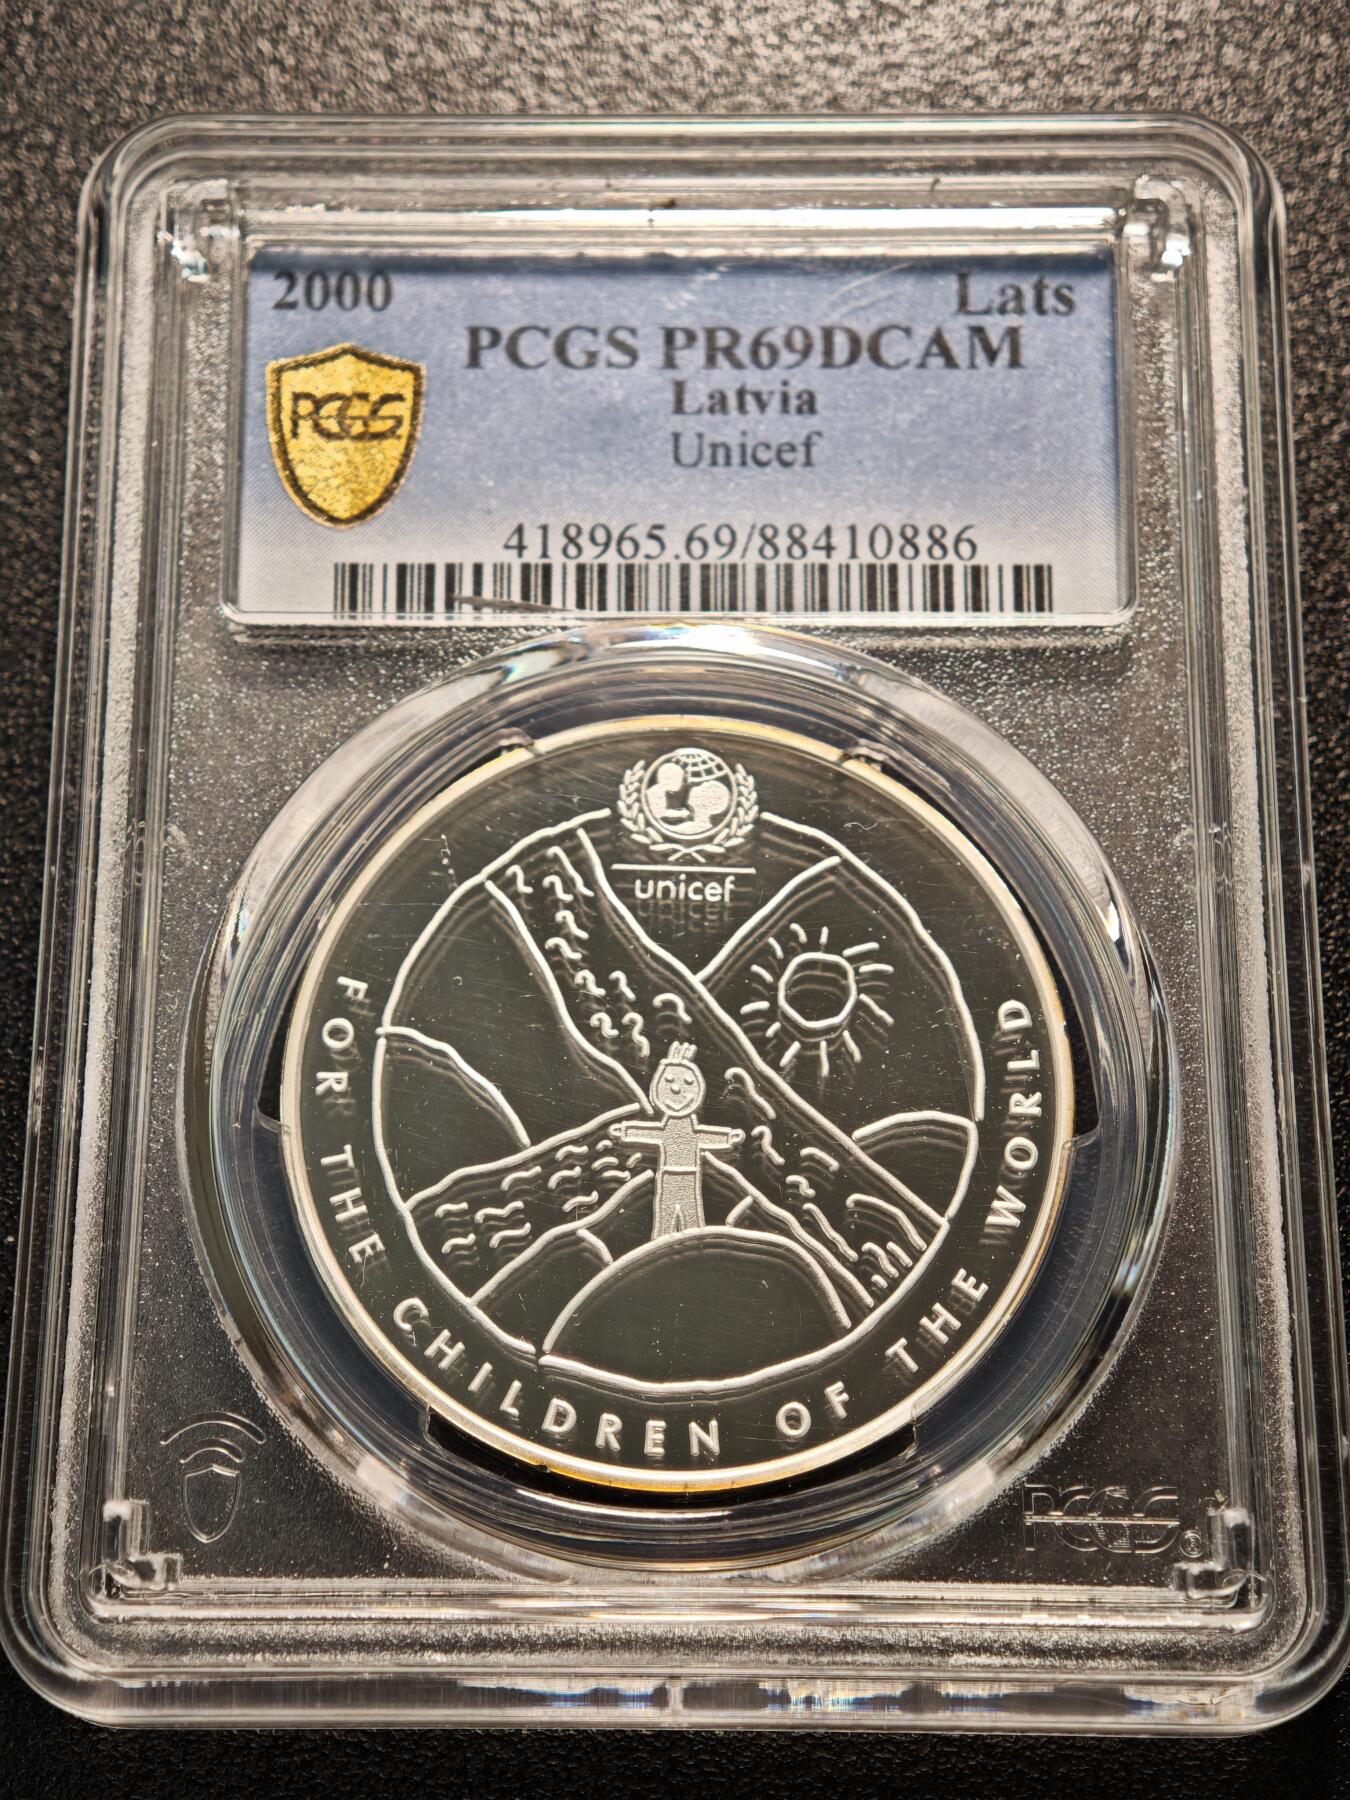 2000 Lats
PCGS PR69DCAM
Latvia
Unicef
PCGS
418965.69/88410886
unicef
FOR THE CHILDREN OF THE WORLD
PCGS